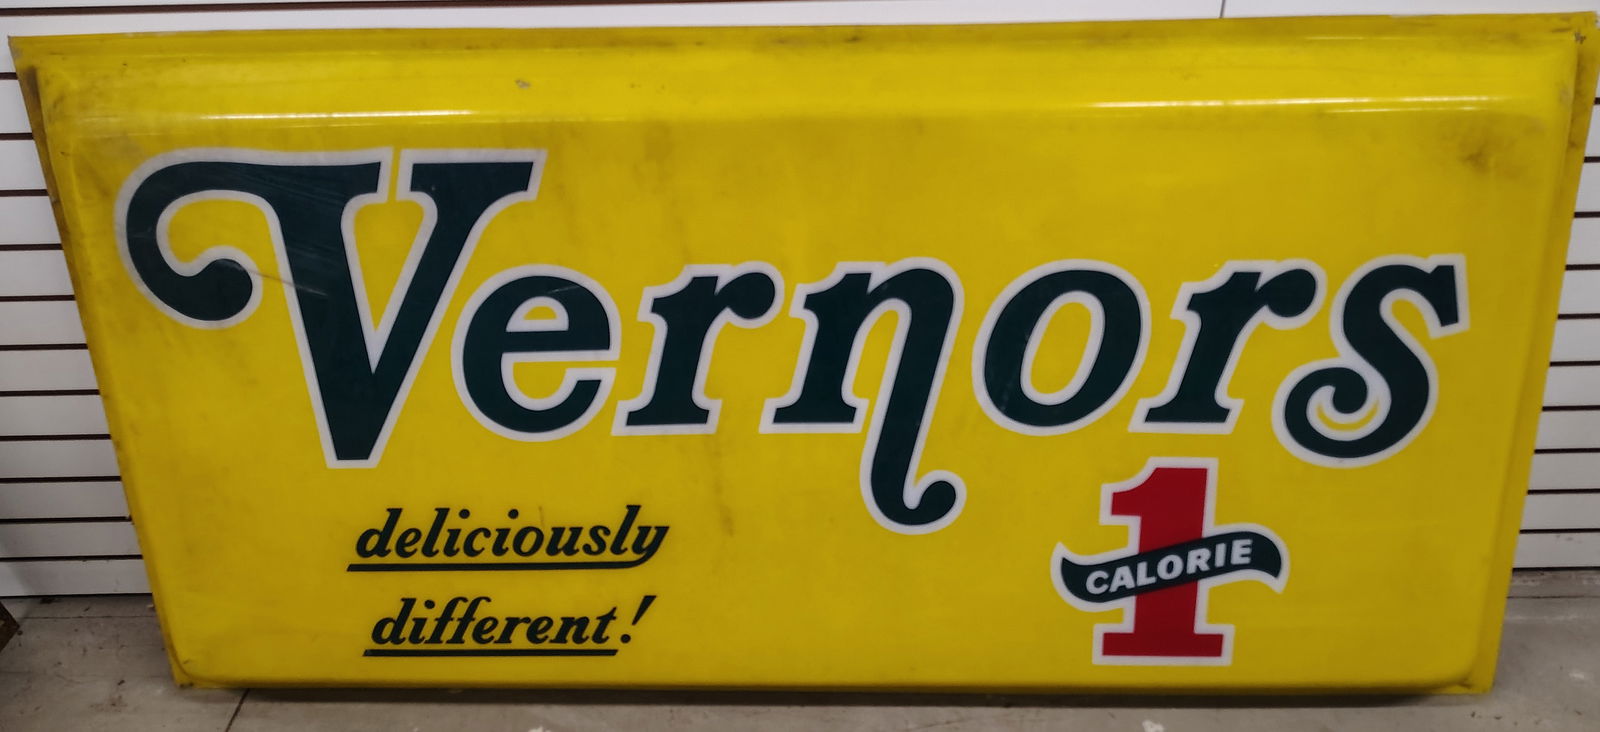 Vernors
deliciously
different!
1
CALORIE